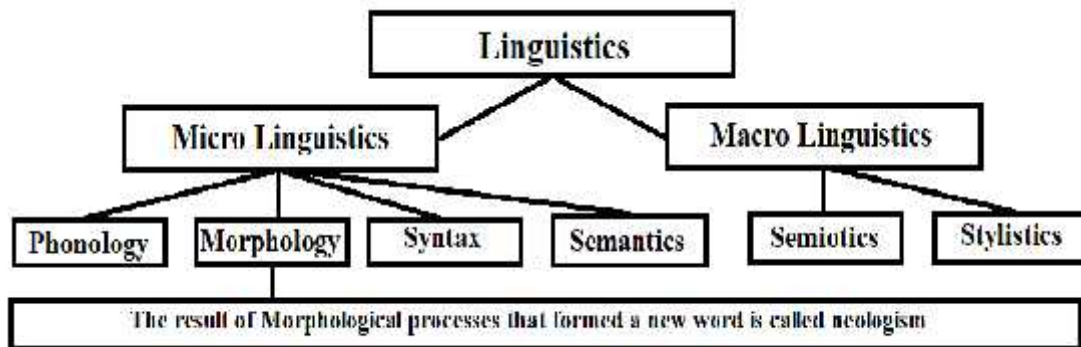 Linguistics
Micro Linguistics
Macro Linguistics
Phonology
Morphology
Syntax
Semantics
Semiotics
Stylistics
The result of Morphological processes that formed a new word is called neologism